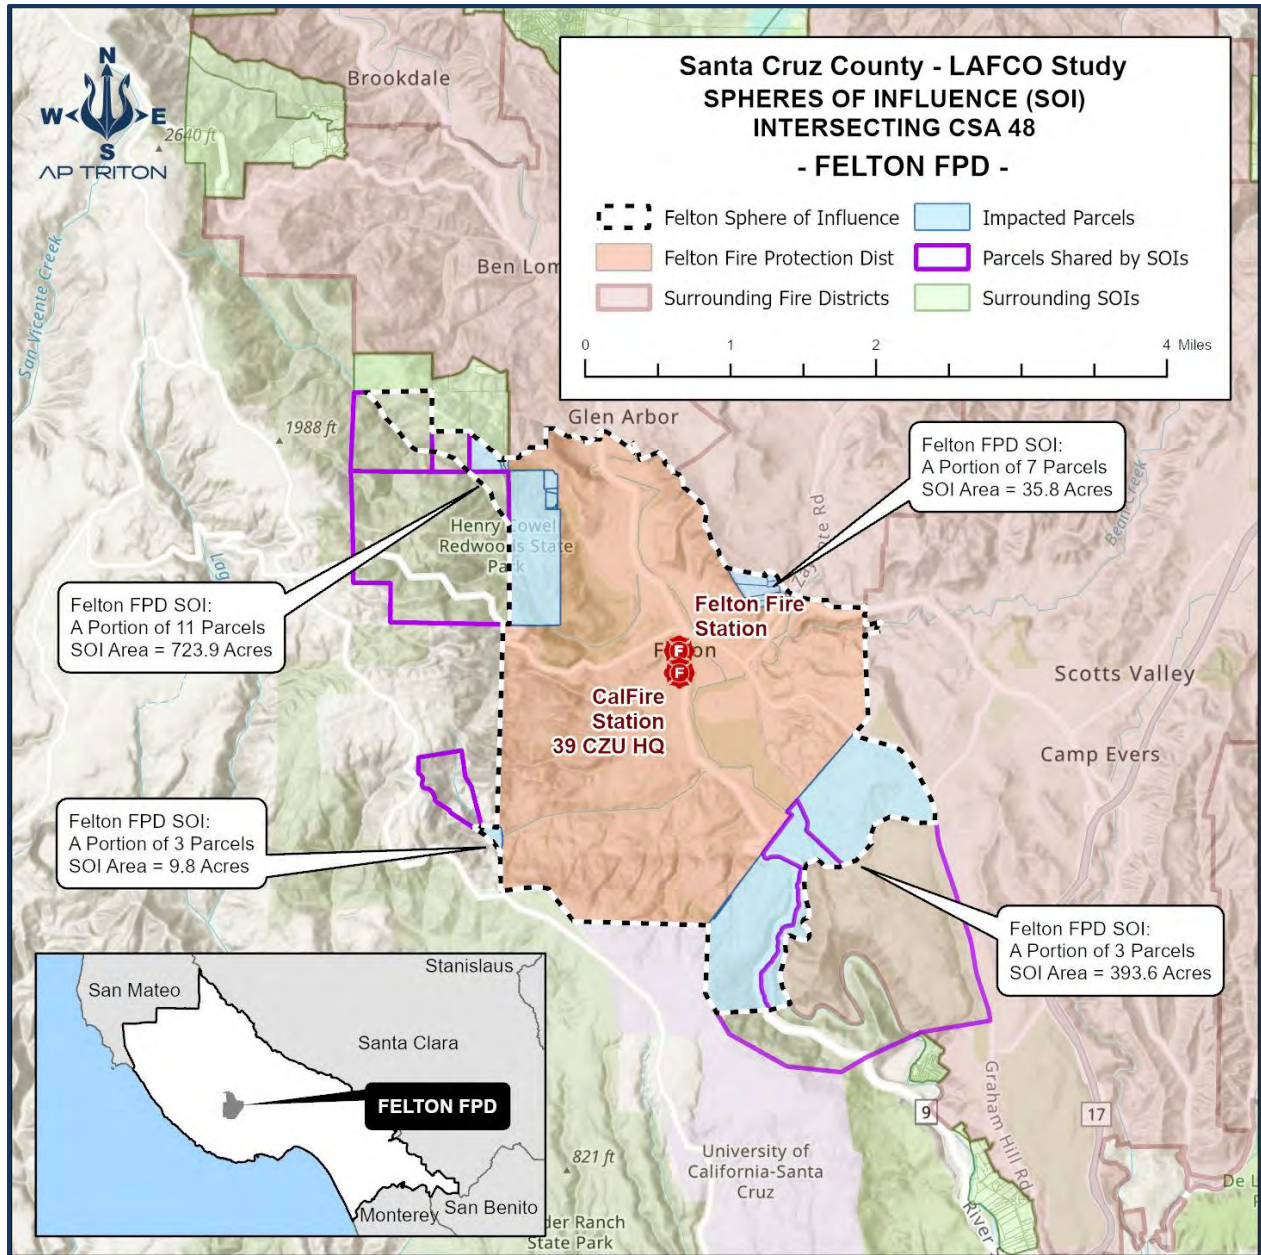 Santa Cruz County - LAFCO Study
SPHERES OF INFLUENCE (SOI)
INTERSECTING CSA 48
- FELTON FPD -
Felton Sphere of Influence
Impacted Parcels
Felton Fire Protection Dist
Parcels Shared by SOIs
Surrounding Fire Districts
Surrounding SOIs
0 1 2 4 Miles
N
W E
S
AP TRITON
2640 ft
Brookdale
San Vicente Creek
Ben Lom
1988 ft
Glen Arbor
Felton FPD SOI:
A Portion of 7 Parcels
SOI Area = 35.8 Acres
Bean Creek
Henry Cowell
Redwoods State
Park
Lag
Felton FPD SOI:
A Portion of 11 Parcels
SOI Area = 723.9 Acres
Felton Fire
Station
CalFire
Station
39 CZU HQ
F
F
Scotts Valley
Camp Evers
Felton FPD SOI:
A Portion of 3 Parcels
SOI Area = 9.8 Acres
Felton FPD SOI:
A Portion of 3 Parcels
SOI Area = 393.6 Acres
Graham Hill Rd
9
17
University of
California-Santa
Cruz
821 ft
River
De L
der Ranch
State Park
San Mateo
Stanislaus
Santa Clara
FELTON FPD
Monterey
San Benito